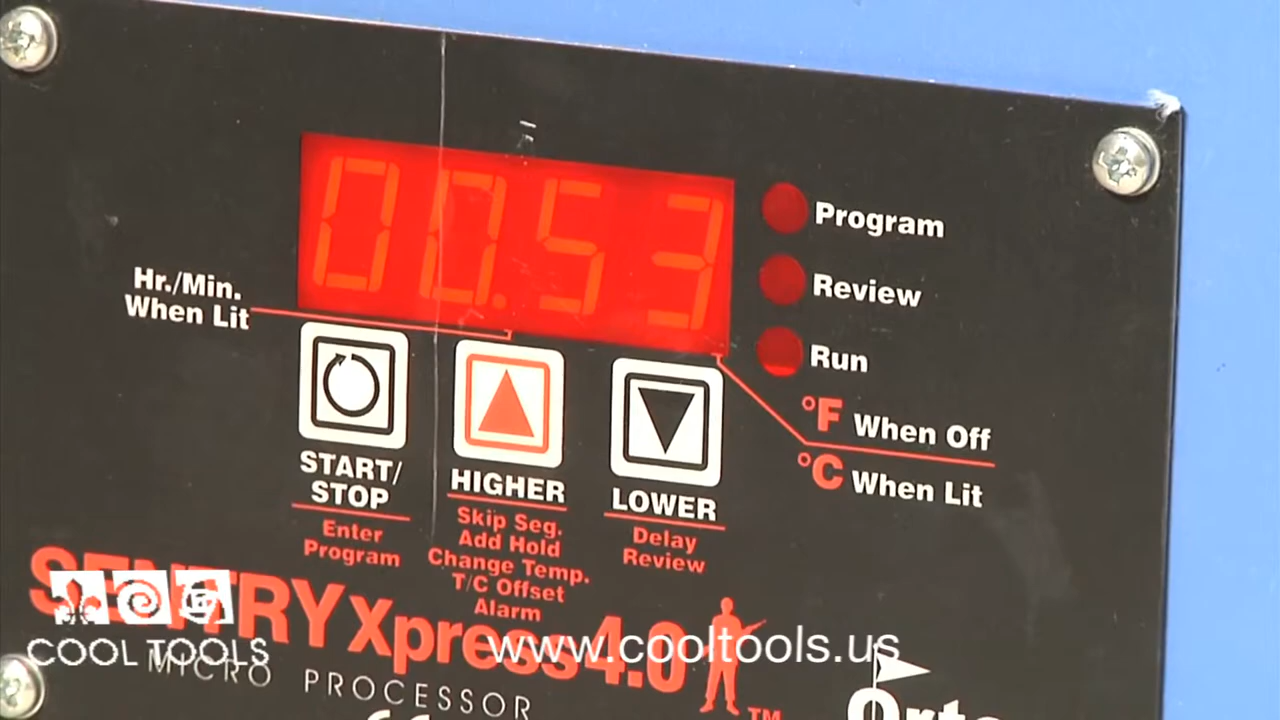 00.53
Program
Review
Run
Hr./Min.
When Lit
°F When Off
°C When Lit
START/
STOP
Enter
Program
HIGHER
Skip Seg.
Add Hold
Change Temp.
T/C Offset
Alarm
LOWER
Delay
Review
SENTRY Xpress 4.0 TM
MICRO PROCESSOR
COOL TOOLS
www.cooltools.us